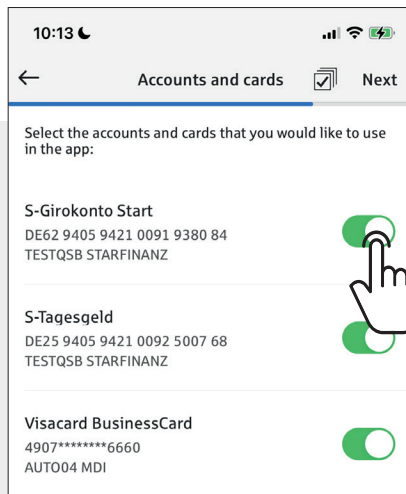 10:13
Accounts and cards
Next
Select the accounts and cards that you would like to use
in the app:
S-Girokonto Start
DE62 9405 9421 0091 9380 84
TESTQSB STARFINANZ
S-Tagesgeld
DE25 9405 9421 0092 5007 68
TESTQSB STARFINANZ
Visacard BusinessCard
4907********6660
AUTO04 MDI